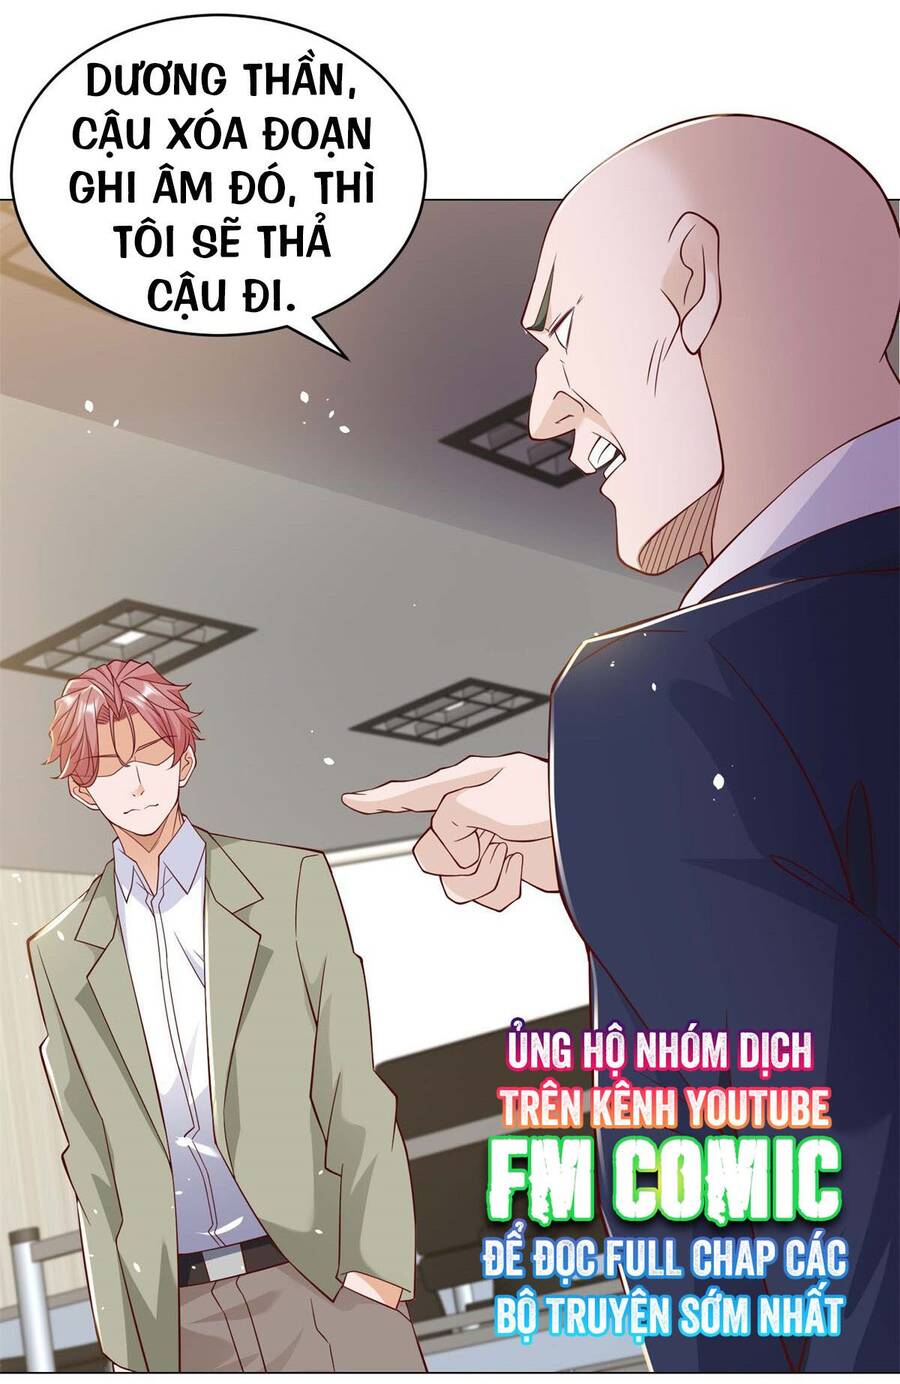 DƯƠNG THẦN,
CẬU XÓA ĐOẠN
GHI ÂM ĐÓ, THÌ
TÔI SẼ THẢ
CẬU ĐI.
ỦNG HỘ NHÓM DỊCH
TRÊN KÊNH YOUTUBE
FM COMIC
ĐỂ ĐỌC FULL CHAP CÁC
BỘ TRUYỆN SỚM NHẤT